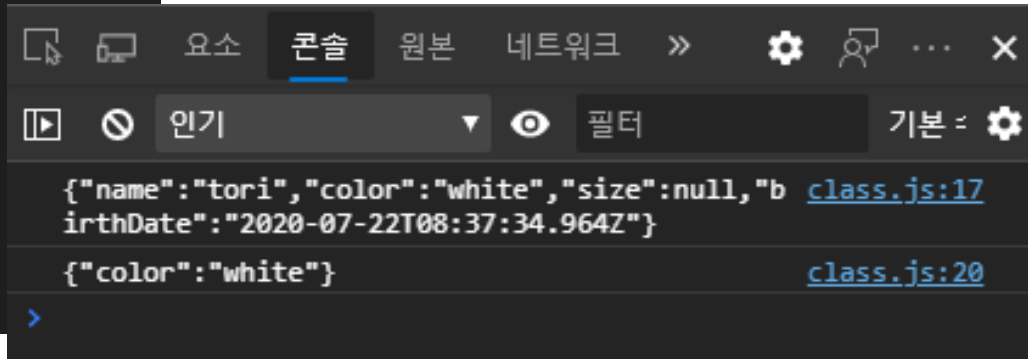 요소 콘솔 원본 네트워크 »
인기 필터 기본
{"name":"tori","color":"white","size":null,"b class.js:17
irthDate":"2020-07-22T08:37:34.964Z"}
{"color":"white"} class.js:20
>